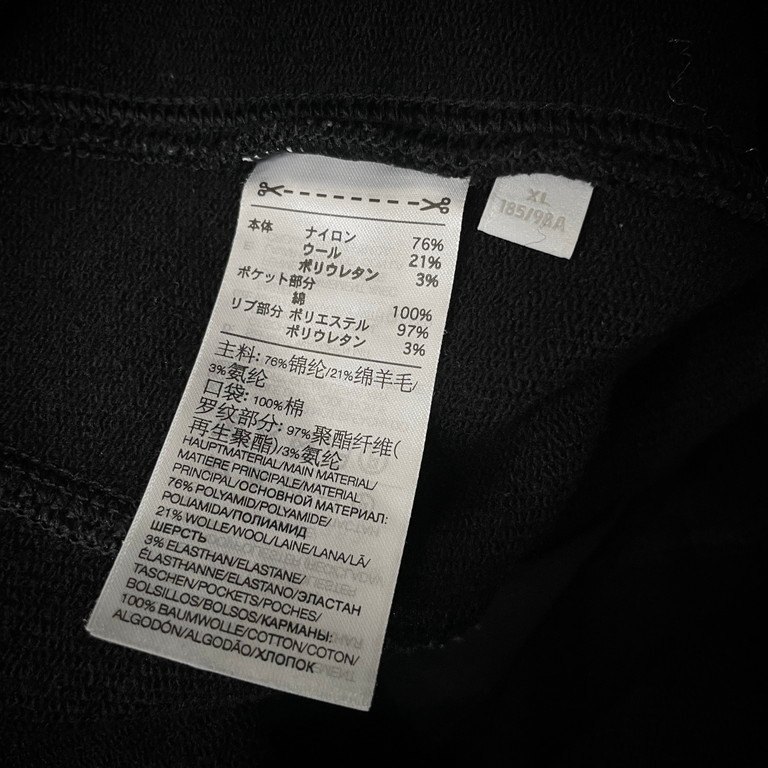 本体 ナイロン 76%
ウール 21%
ポリウレタン 3%
ポケット部分
綿 100%
リブ部分 ポリエステル 97%
ポリウレタン 3%
主料: 76%锦纶/21%绵羊毛/
3%氨纶
口袋: 100%棉
罗纹部分: 97%聚酯纤维(
再生聚酯)/3%氨纶
HAUPTMATERIAL/MAIN MATERIAL/
MATIERE PRINCIPALE/MATERIAL
PRINCIPAL/ОСНОВНОЙ МАТЕРИАЛ:
76% POLYAMID/POLYAMIDE/
POLIAMIDA/ПОЛИАМИД
21% WOLLE/WOOL/LAINE/LANA/LÃ/
ШЕРСТЬ
3% ELASTHAN/ELASTANE/
ÉLASTHANNE/ELASTANO/ЭЛАСТАН
TASCHEN/POCKETS/POCHES/
BOLSILLOS/BOLSOS/КАРМАНЫ:
100% BAUMWOLLE/COTTON/COTON/
ALGODÓN/ALGODÃO/ХЛОПОК
XL
185/98A